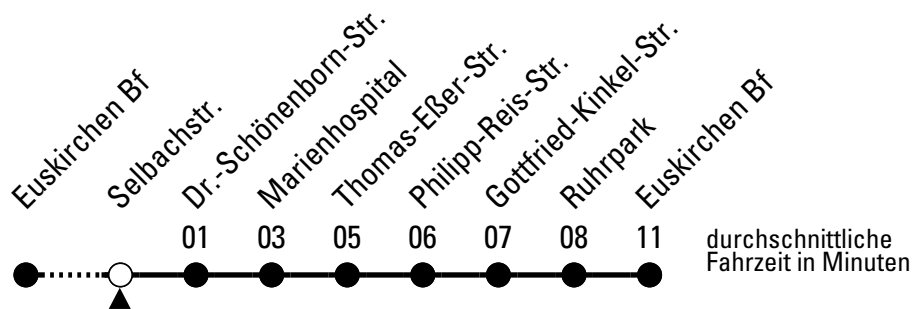 Euskirchen Bf
Selbachstr.
Dr.-Schönenborn-Str.
Marienhospital
Thomas-Eßer-Str.
Philipp-Reis-Str.
Gottfried-Kinkel-Str.
Ruhrpark
Euskirchen Bf
01 03 05 06 07 08 11
durchschnittliche
Fahrzeit in Minuten